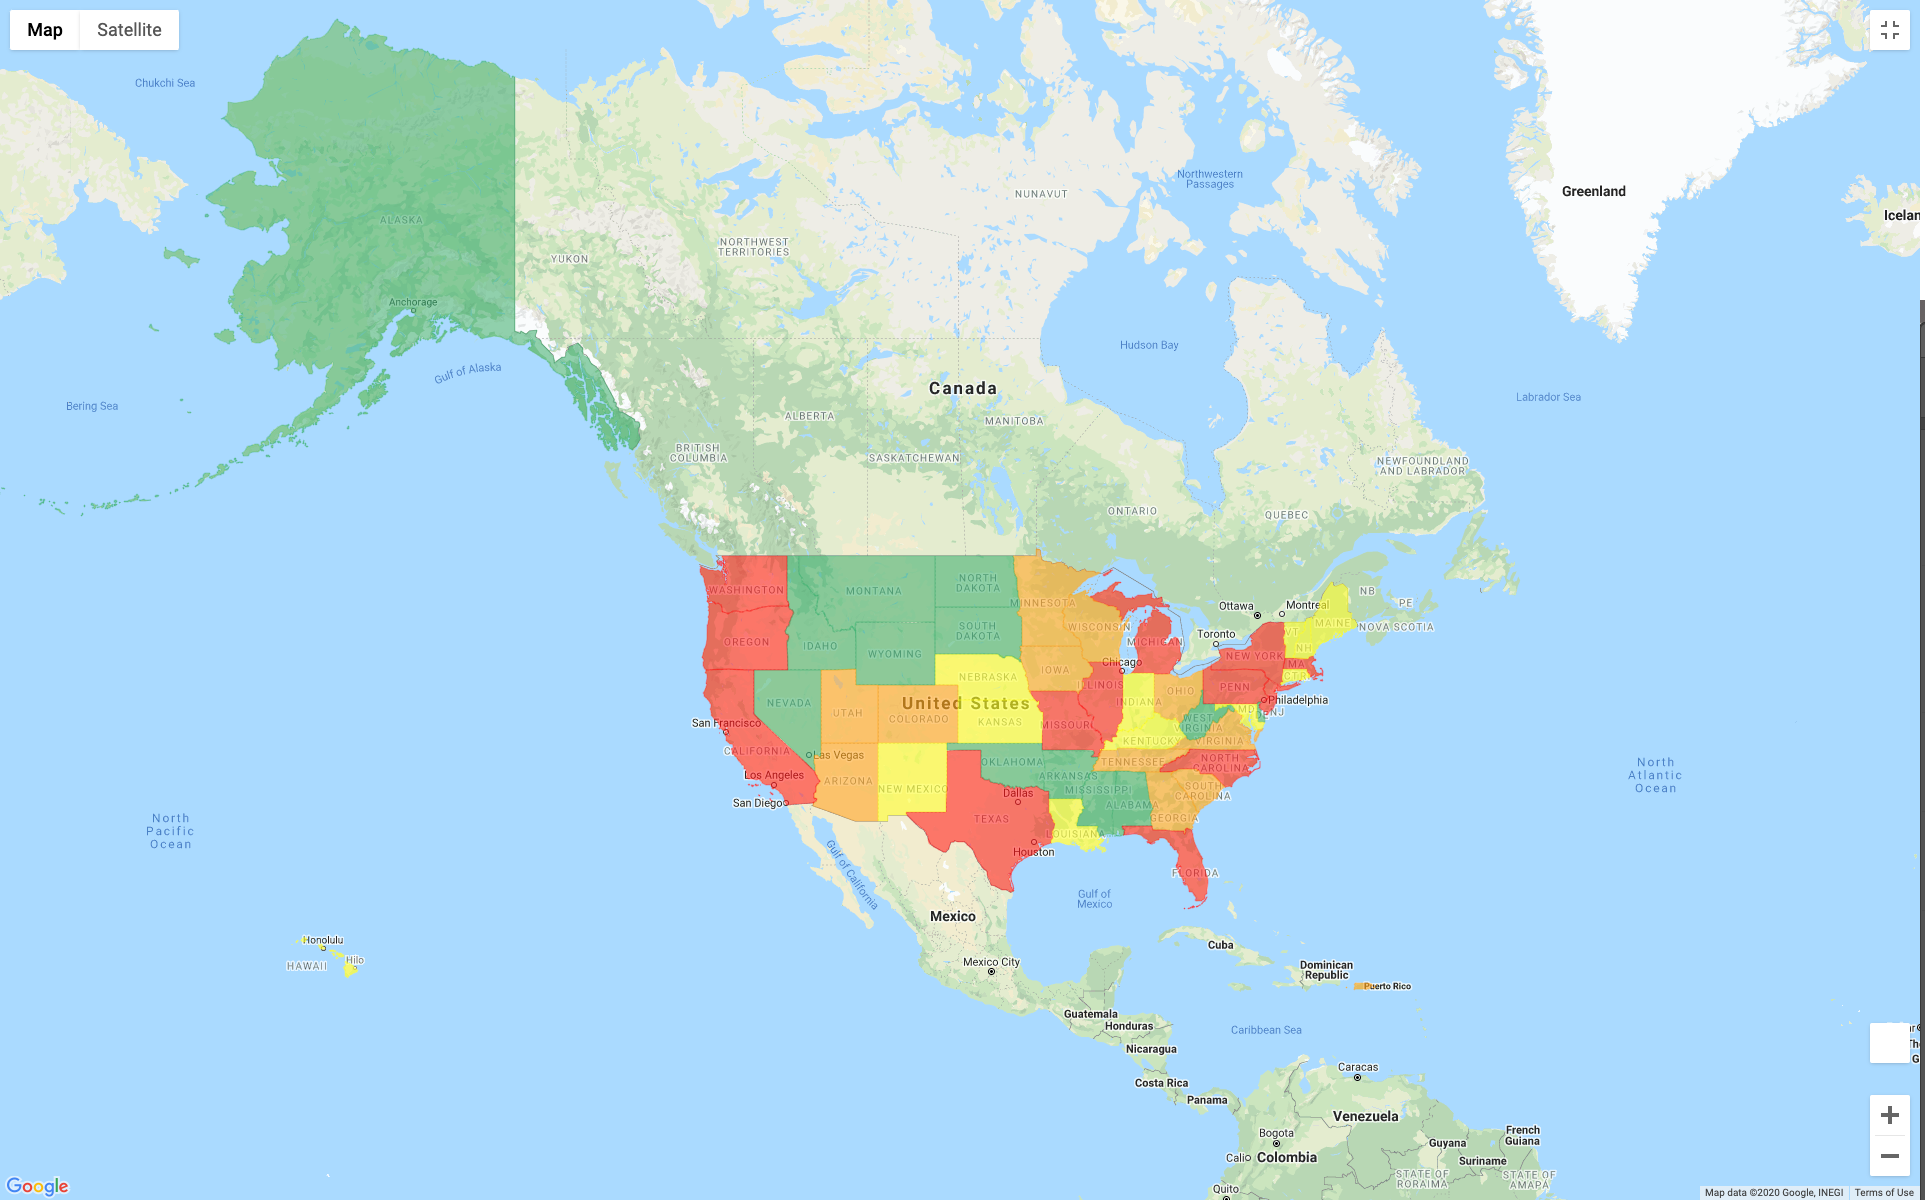 Map
Satellite
Chukchi Sea
Greenland
Icelan
Northwestern
Passages
NUNAVUT
ALASKA
NORTHWEST
TERRITORIES
YUKON
Anchorage
Hudson Bay
Gulf of Alaska
Canada
Labrador Sea
Bering Sea
ALBERTA
MANITOBA
BRITISH
COLUMBIA
SASKATCHEWAN
NEWFOUNDLAND
AND LABRADOR
ONTARIO
QUEBEC
WASHINGTON
MONTANA
NORTH
DAKOTA
MINNESOTA
Ottawa
Montreal
NB
PE
OREGON
IDAHO
SOUTH
DAKOTA
WISCONSIN
MICHIGAN
Toronto
VT
MAINE
NOVA SCOTIA
WYOMING
NH
NEW YORK
MA
Chicago
IOWA
NEBRASKA
ILLINOIS
CT
RI
PENN
OHIO
INDIANA
NEVADA
UTAH
COLORADO
United States
KANSAS
MISSOURI
Philadelphia
MD
DE
NJ
WEST
VIRGINIA
VIRGINIA
KENTUCKY
San Francisco
CALIFORNIA
Las Vegas
OKLAHOMA
TENNESSEE
NORTH
CAROLINA
Los Angeles
ARIZONA
NEW MEXICO
ARKANSAS
MISSISSIPPI
SOUTH
CAROLINA
San Diego
Dallas
ALABAMA
GEORGIA
TEXAS
LOUISIANA
Houston
FLORIDA
North
Atlantic
Ocean
North
Pacific
Ocean
Gulf of California
Gulf of
Mexico
Mexico
Honolulu
HAWAII
Hilo
Cuba
Mexico City
Dominican
Republic
Puerto Rico
Guatemala
Honduras
Caribbean Sea
Nicaragua
Caracas
Costa Rica
Panama
Venezuela
Bogota
Guyana
French
Guiana
Cali
Colombia
Suriname
STATE OF
RORAIMA
STATE OF
AMAPA
Quito
Google
Map data ©2020 Google, INEGI
Terms of Use